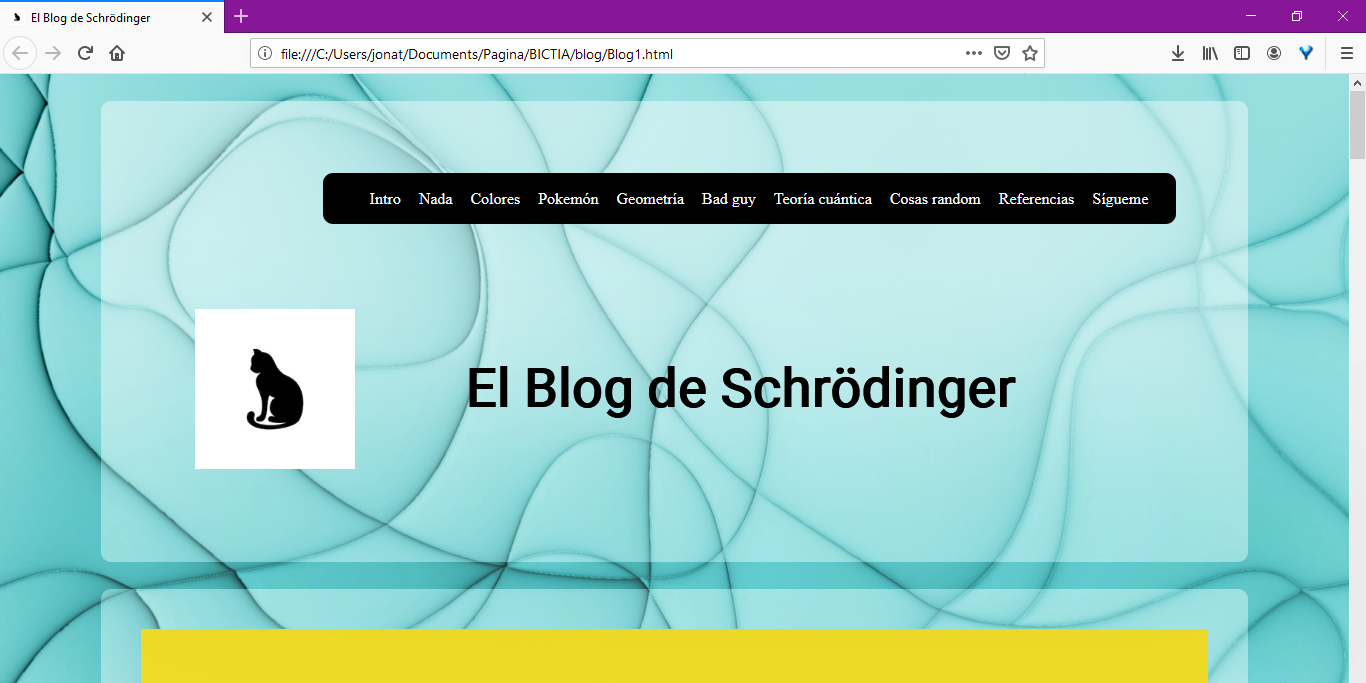 El Blog de Schrödinger
file:///C:/Users/jonat/Documents/Pagina/BICTIA/blog/Blog1.html
Intro Nada Colores Pokemón Geometría Bad guy Teoría cuántica Cosas random Referencias Sígueme
El Blog de Schrödinger